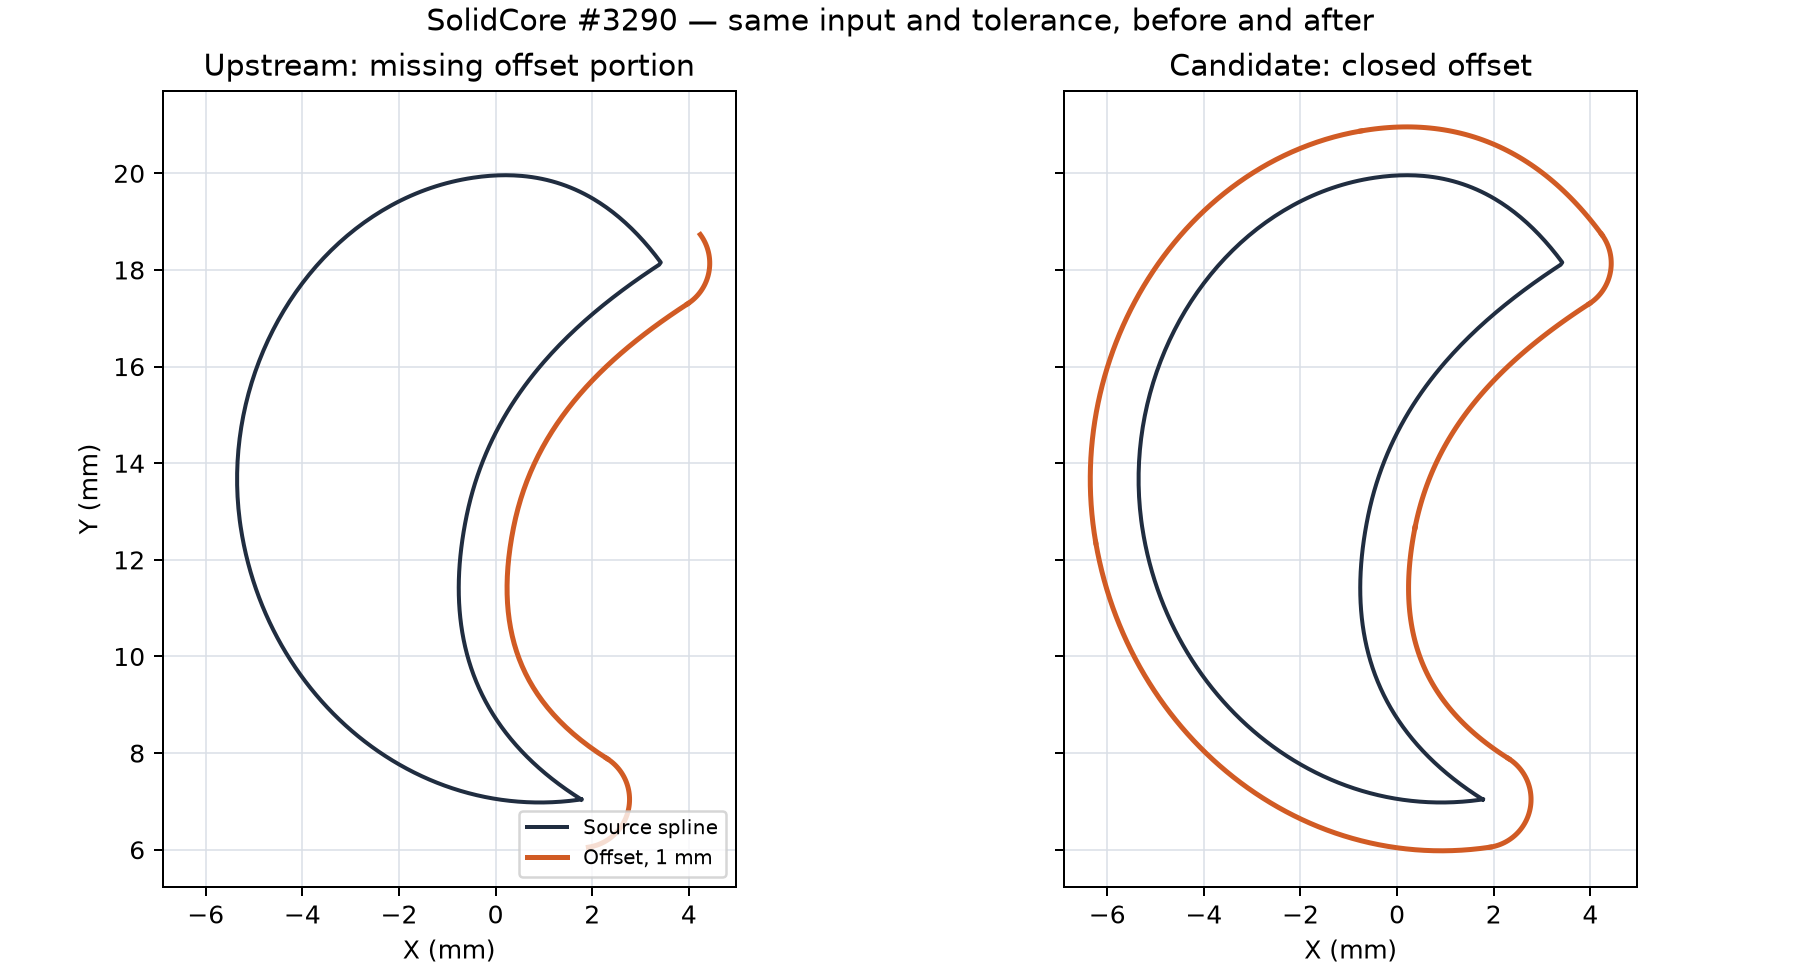 SolidCore #3290 — same input and tolerance, before and after
Upstream: missing offset portion
Candidate: closed offset
20
18
16
14
12
10
8
6
Y (mm)
Source spline
Offset, 1 mm
−6 −4 −2 0 2 4
−6 −4 −2 0 2 4
X (mm)
X (mm)